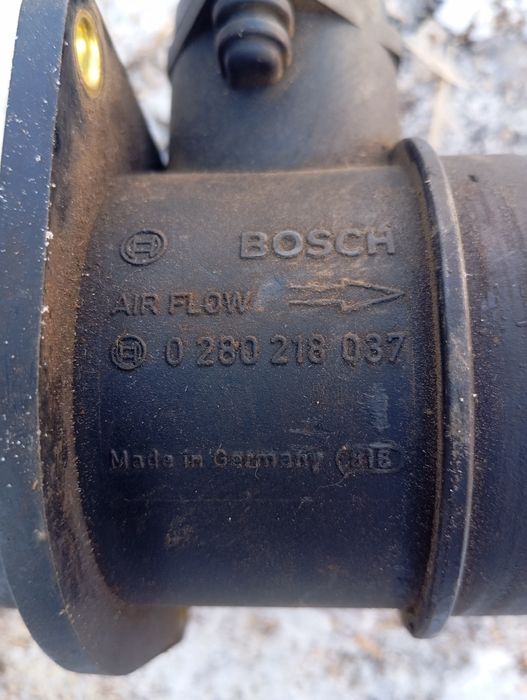 BOSCH
AIR FLOW
0 280 218 037
Made in Germany